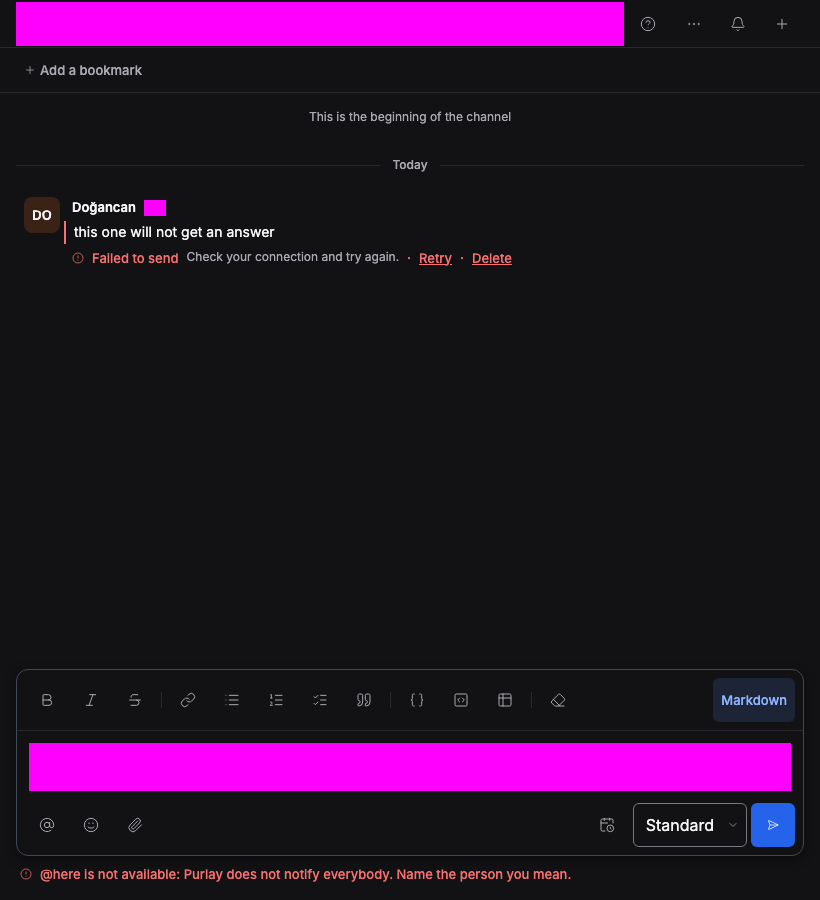 + Add a bookmark
This is the beginning of the channel
Today
DO
Doğancan
this one will not get an answer
Failed to send Check your connection and try again. · Retry · Delete
Markdown
Standard
@here is not available: Purlay does not notify everybody. Name the person you mean.